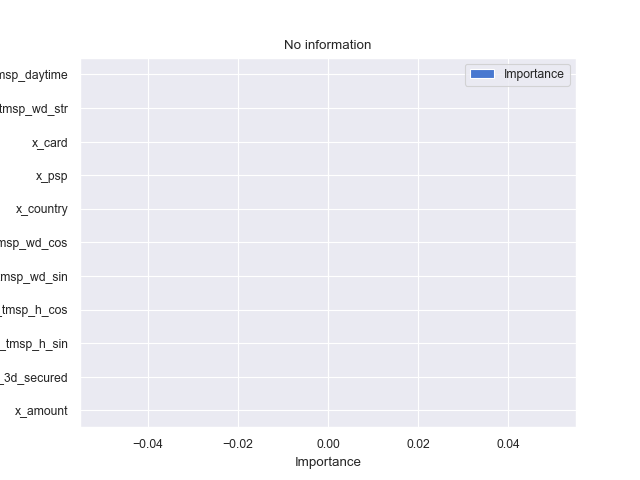 No information
Importance
msp_daytime
tmsp_wd_str
x_card
x_psp
x_country
msp_wd_cos
msp_wd_sin
_tmsp_h_cos
_tmsp_h_sin
_3d_secured
x_amount
−0.04 −0.02 0.00 0.02 0.04
Importance